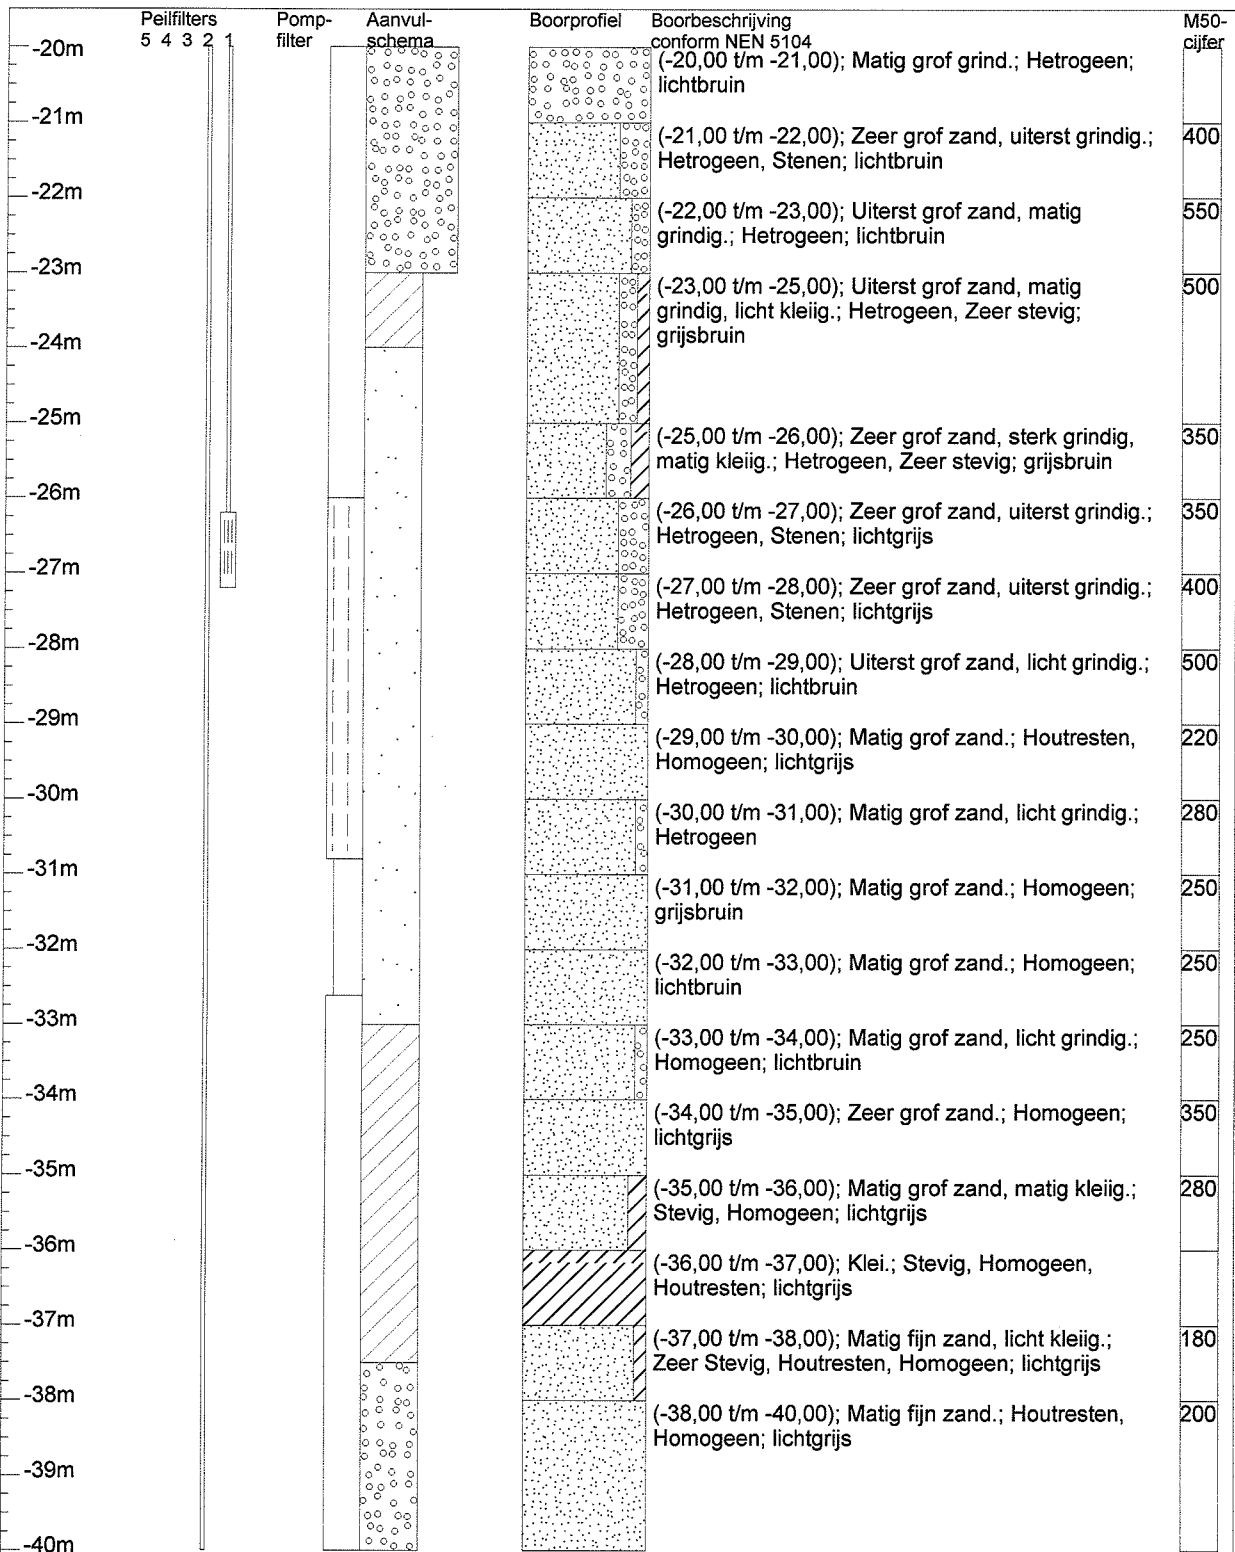 Peilfilters
5 4 3 2 1
Pomp-
filter
Aanvul-
schema
Boorprofiel
Boorbeschrijving
conform NEN 5104
M50-
cijfer
-20m
(-20,00 t/m -21,00); Matig grof grind.; Hetrogeen;
lichtbruin
-21m
(-21,00 t/m -22,00); Zeer grof zand, uiterst grindig.;
Hetrogeen, Stenen; lichtbruin
400
-22m
(-22,00 t/m -23,00); Uiterst grof zand, matig
grindig.; Hetrogeen; lichtbruin
550
-23m
(-23,00 t/m -25,00); Uiterst grof zand, matig
grindig, licht kleiig.; Hetrogeen, Zeer stevig;
grijsbruin
500
-24m
-25m
(-25,00 t/m -26,00); Zeer grof zand, sterk grindig,
matig kleiig.; Hetrogeen, Zeer stevig; grijsbruin
350
-26m
(-26,00 t/m -27,00); Zeer grof zand, uiterst grindig.;
Hetrogeen, Stenen; lichtgrijs
350
-27m
(-27,00 t/m -28,00); Zeer grof zand, uiterst grindig.;
Hetrogeen, Stenen; lichtgrijs
400
-28m
(-28,00 t/m -29,00); Uiterst grof zand, licht grindig.;
Hetrogeen; lichtbruin
500
-29m
(-29,00 t/m -30,00); Matig grof zand.; Houtresten,
Homogeen; lichtgrijs
220
-30m
(-30,00 t/m -31,00); Matig grof zand, licht grindig.;
Hetrogeen
280
-31m
(-31,00 t/m -32,00); Matig grof zand.; Homogeen;
grijsbruin
250
-32m
(-32,00 t/m -33,00); Matig grof zand.; Homogeen;
lichtbruin
250
-33m
(-33,00 t/m -34,00); Matig grof zand, licht grindig.;
Homogeen; lichtbruin
250
-34m
(-34,00 t/m -35,00); Zeer grof zand.; Homogeen;
lichtgrijs
350
-35m
(-35,00 t/m -36,00); Matig grof zand, matig kleiig.;
Stevig, Homogeen; lichtgrijs
280
-36m
(-36,00 t/m -37,00); Klei.; Stevig, Homogeen,
Houtresten; lichtgrijs
-37m
(-37,00 t/m -38,00); Matig fijn zand, licht kleiig.;
Zeer Stevig, Houtresten, Homogeen; lichtgrijs
180
-38m
(-38,00 t/m -40,00); Matig fijn zand.; Houtresten,
Homogeen; lichtgrijs
200
-39m
-40m